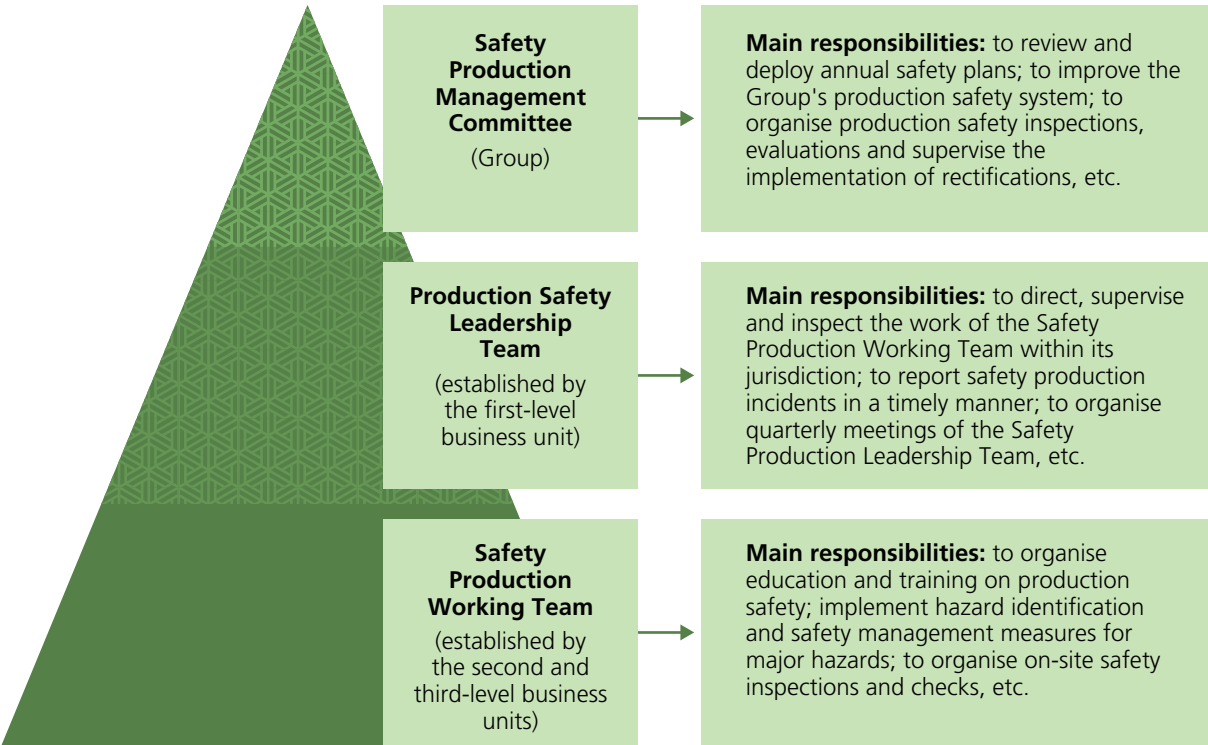 Safety
Production
Management
Committee
(Group)
Main responsibilities: to review and
deploy annual safety plans; to improve the
Group's production safety system; to
organise production safety inspections,
evaluations and supervise the
implementation of rectifications, etc.
Production Safety
Leadership
Team
(established by
the first-level
business unit)
Main responsibilities: to direct, supervise
and inspect the work of the Safety
Production Working Team within its
jurisdiction; to report safety production
incidents in a timely manner; to organise
quarterly meetings of the Safety
Production Leadership Team, etc.
Safety
Production
Working Team
(established by
the second and
third-level business
units)
Main responsibilities: to organise
education and training on production
safety; implement hazard identification
and safety management measures for
major hazards; to organise on-site safety
inspections and checks, etc.